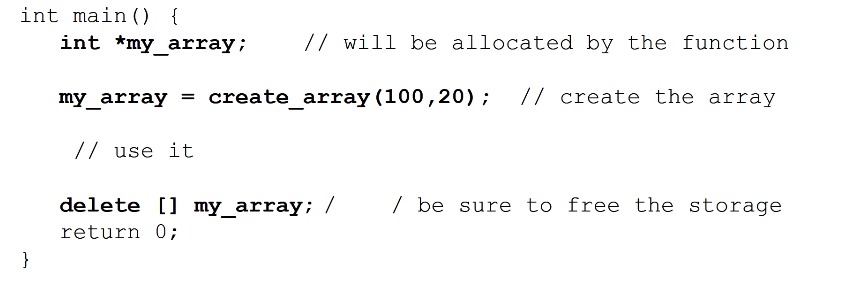 int main() {
int *my_array; // will be allocated by the function
my_array = create_array(100,20); // create the array
// use it
delete [] my_array; / / be sure to free the storage
return 0;
}